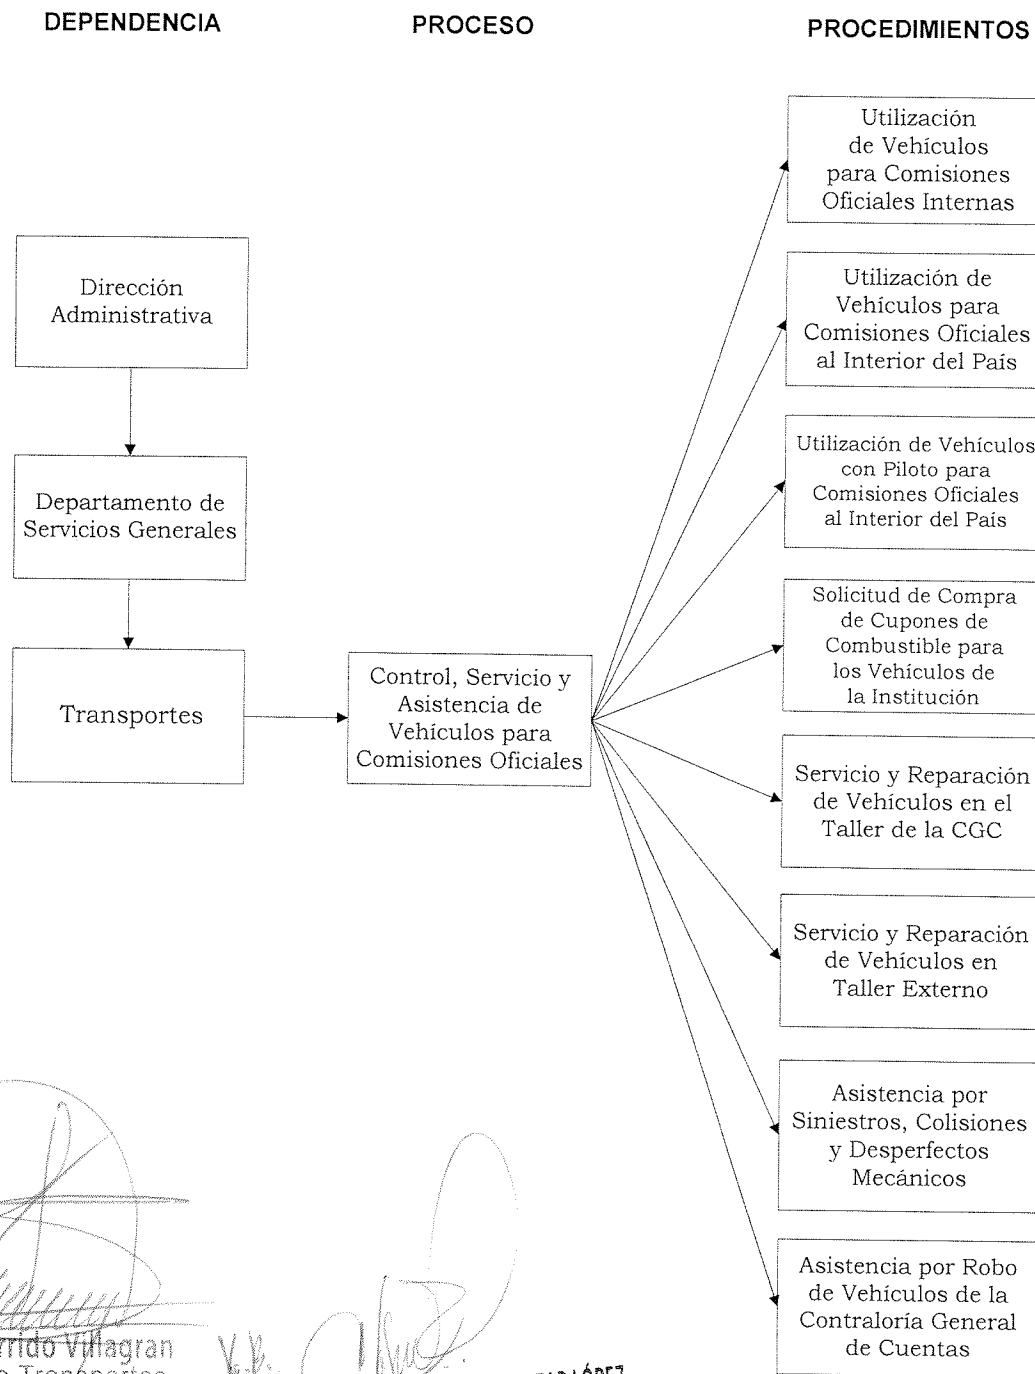 DEPENDENCIA
PROCESO
PROCEDIMIENTOS
Dirección
Administrativa
Departamento de
Servicios Generales
Transportes
Control, Servicio y
Asistencia de
Vehículos para
Comisiones Oficiales
Utilización
de Vehículos
para Comisiones
Oficiales Internas
Utilización de
Vehículos para
Comisiones Oficiales
al Interior del País
Utilización de Vehículos
con Piloto para
Comisiones Oficiales
al Interior del País
Solicitud de Compra
de Cupones de
Combustible para
los Vehículos de
la Institución
Servicio y Reparación
de Vehículos en el
Taller de la CGC
Servicio y Reparación
de Vehículos en
Taller Externo
Asistencia por
Siniestros, Colisiones
y Desperfectos
Mecánicos
Asistencia por Robo
de Vehículos de la
Contraloría General
de Cuentas
Villagran
Transportes
LÓPEZ